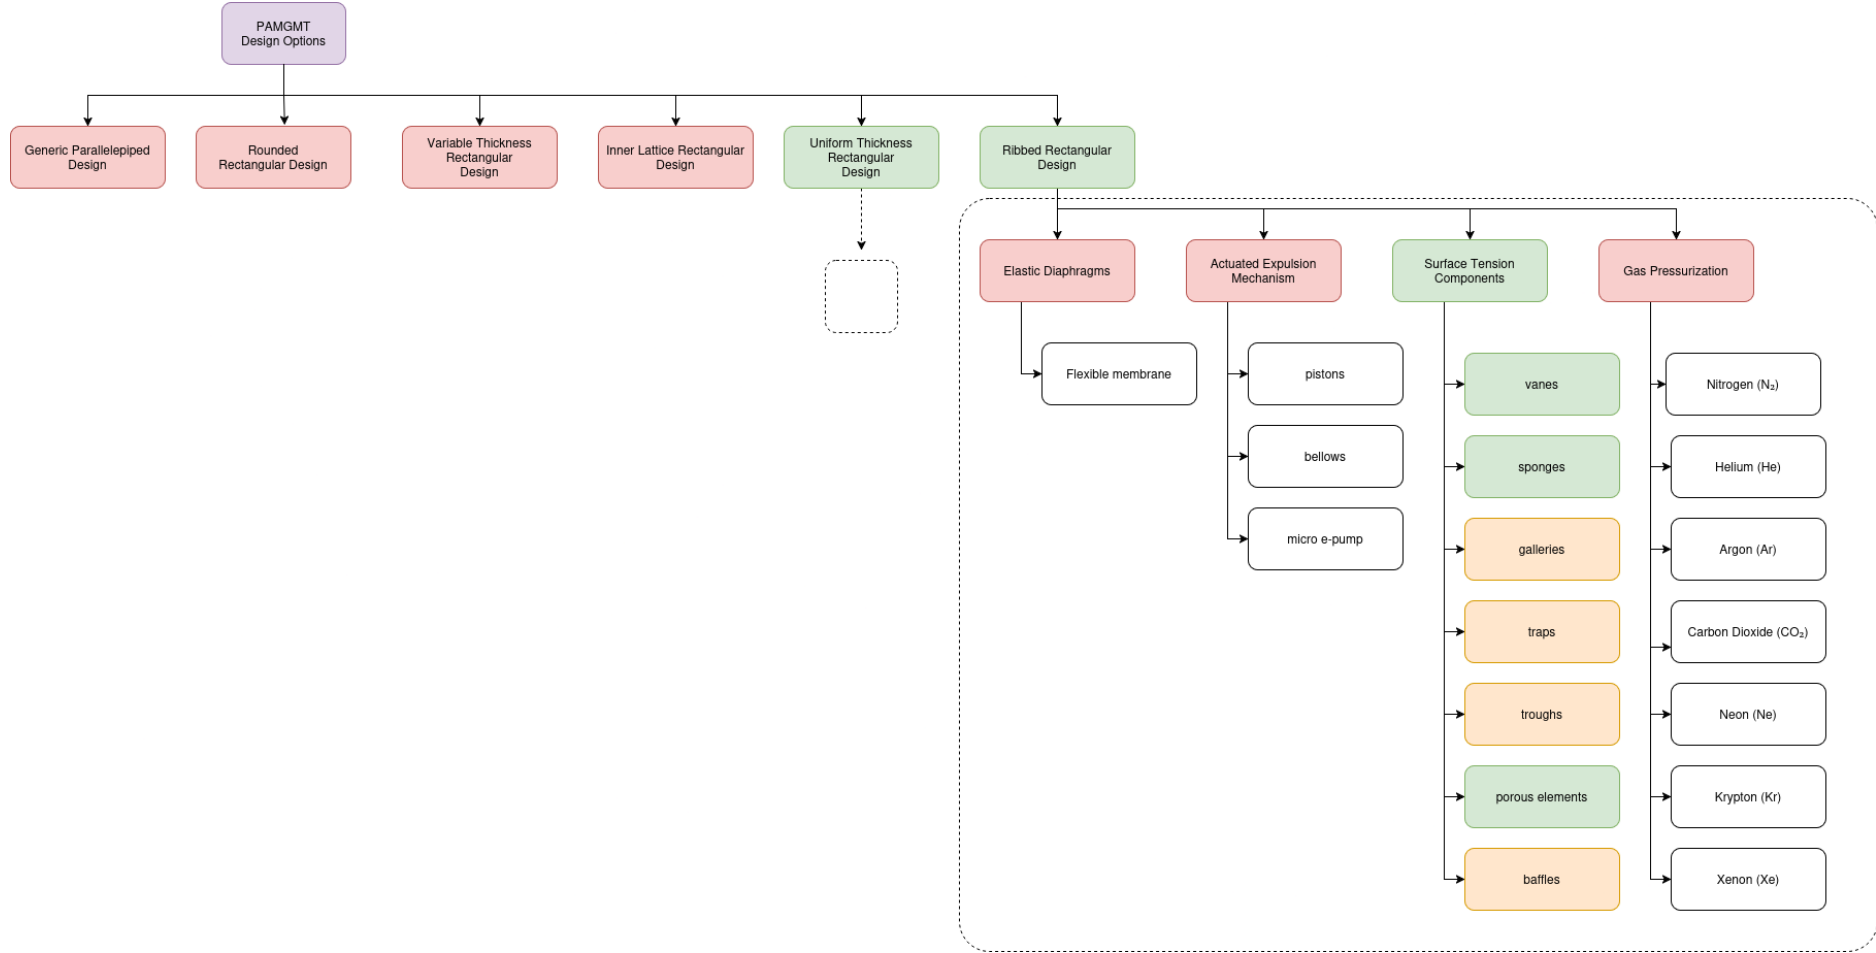 PAMGMT
Design Options
Generic Parallelepiped
Design
Rounded
Rectangular Design
Variable Thickness
Rectangular
Design
Inner Lattice Rectangular
Design
Uniform Thickness
Rectangular
Design
Ribbed Rectangular
Design
Elastic Diaphragms
Actuated Expulsion
Mechanism
Surface Tension
Components
Gas Pressurization
Flexible membrane
pistons
bellows
micro e-pump
vanes
sponges
galleries
traps
troughs
porous elements
baffles
Nitrogen (N₂)
Helium (He)
Argon (Ar)
Carbon Dioxide (CO₂)
Neon (Ne)
Krypton (Kr)
Xenon (Xe)